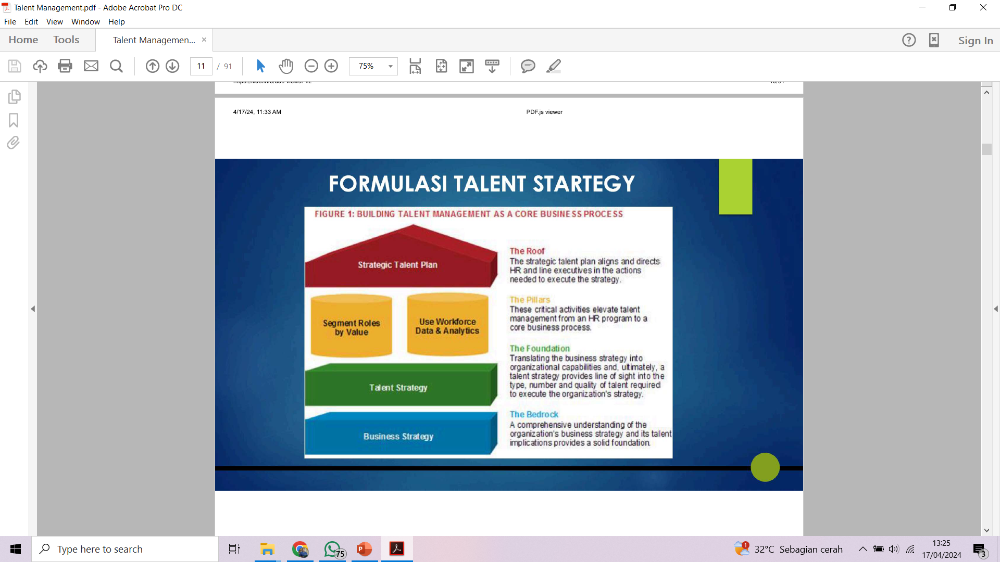 Talent Management.pdf - Adobe Acrobat Pro DC
File Edit View Window Help
Home Tools Talent Managemen... × Sign In
11 / 91 75%
4/17/24, 11:33 AM PDF.js viewer
FORMULASI TALENT STARTEGY
FIGURE 1: BUILDING TALENT MANAGEMENT AS A CORE BUSINESS PROCESS
Strategic Talent Plan
The Roof
The strategic talent plan aligns and directs
HR and line executives in the actions
needed to execute the strategy.
Segment Roles
by Value
Use Workforce
Data & Analytics
The Pillars
These critical activities elevate talent
management from an HR program to a
core business process.
Talent Strategy
The Foundation
Translating the business strategy into
organizational capabilities and, ultimately, a
talent strategy provides line of sight into the
type, number and quality of talent required
to execute the organization's strategy.
Business Strategy
The Bedrock
A comprehensive understanding of the
organization's business strategy and its talent
implications provides a solid foundation.
Type here to search
75
P
1
32°C Sebagian cerah
13:25
17/04/2024
3